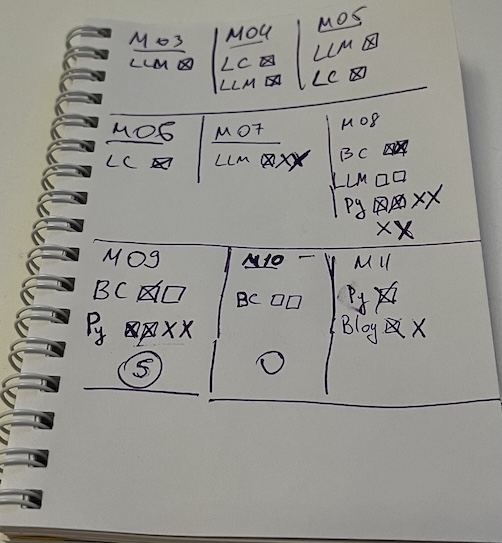 M03
LLM ☒
M04
LC ☒
LLM ☒
M05
LLM ☒
LC ☒
M06
LC ☒
M07
LLM ☒XX
M08
BC ☒☒
LLM ☐☐
Py ☒☒XX
XX
M09
BC ☒☐
Py ☒☒XX
5
M10 -
BC ☐☐
0
M11
Py ☒
Blog ☒ X